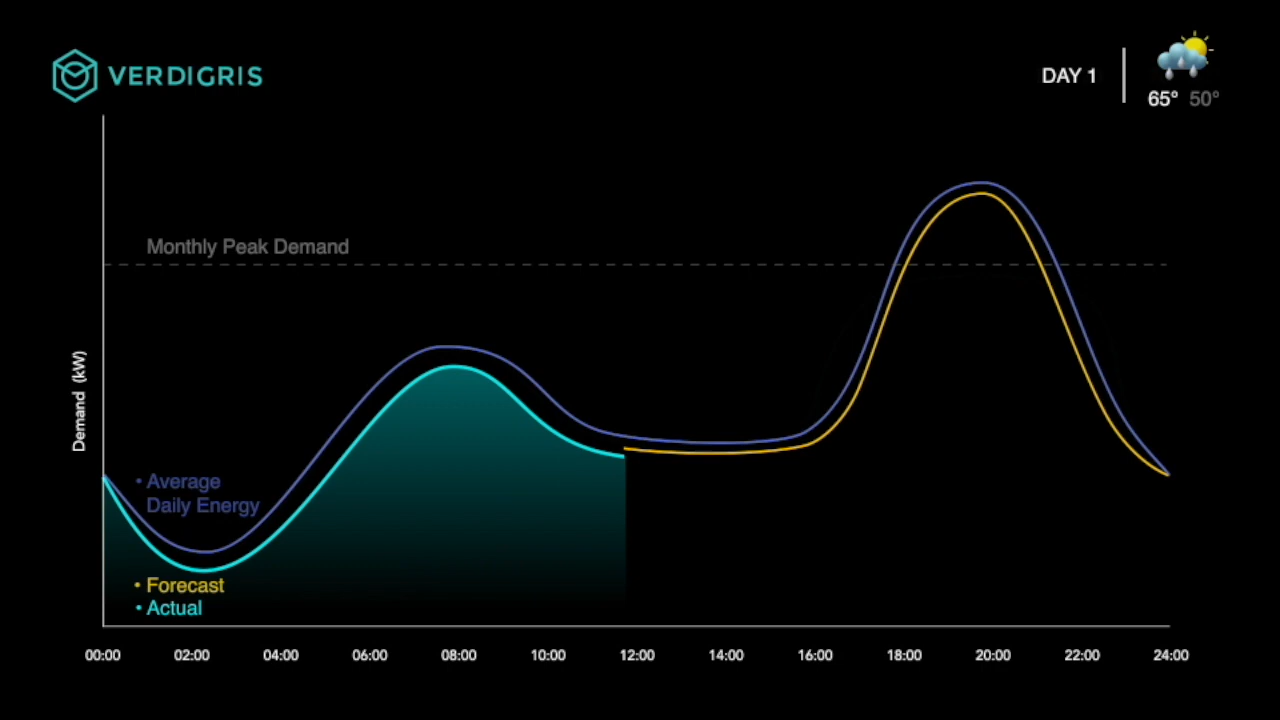 VERDIGRIS
DAY 1
65° 50°
Monthly Peak Demand
Demand (kW)
• Average
Daily Energy
• Forecast
• Actual
00:00 02:00 04:00 06:00 08:00 10:00 12:00 14:00 16:00 18:00 20:00 22:00 24:00